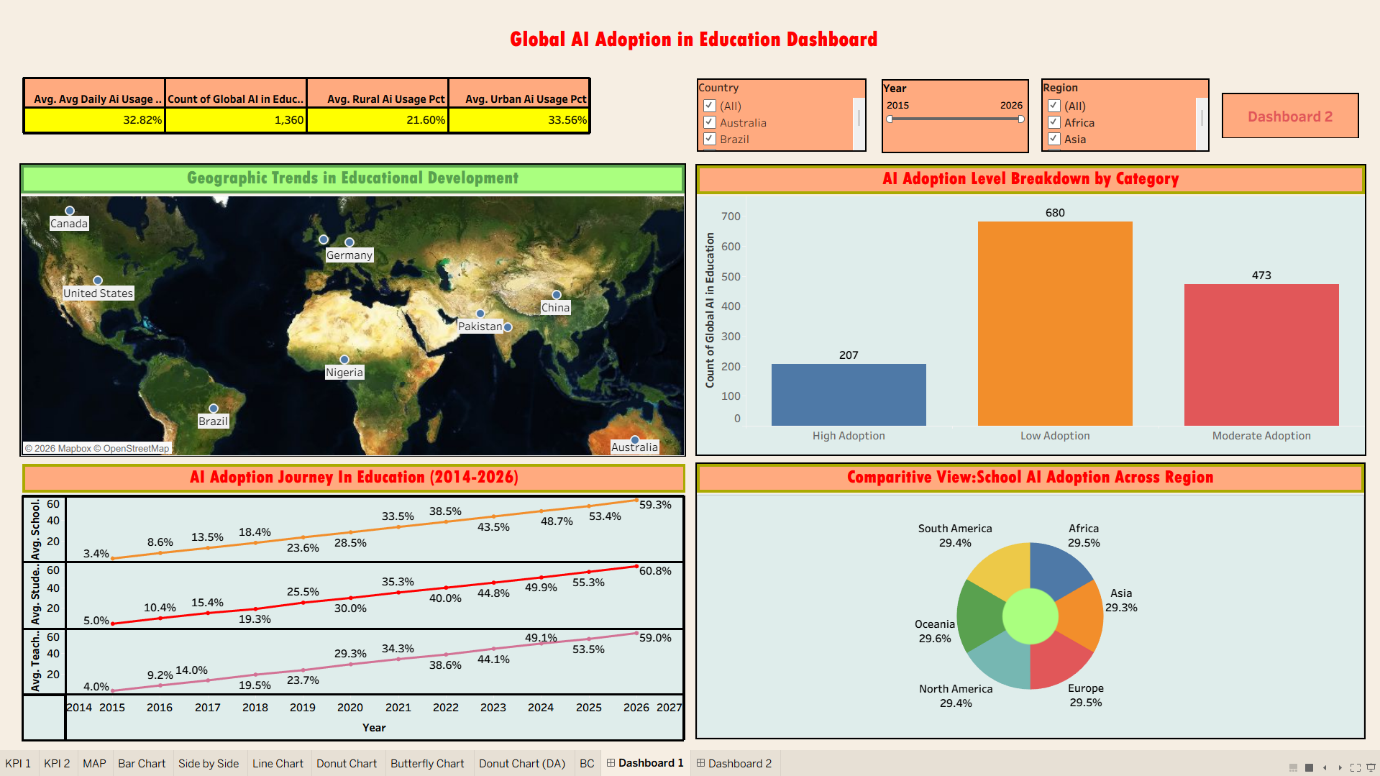 Global AI Adoption in Education Dashboard
Avg. Avg Daily Ai Usage .. Count of Global AI in Educ.. Avg. Rural Ai Usage Pct Avg. Urban Ai Usage Pct
32.82% 1,360 21.60% 33.56%
Country
(All)
Australia
Brazil
Year
2015 2026
Region
(All)
Africa
Asia
Dashboard 2
Geographic Trends in Educational Development
Canada
Germany
United States
China
Pakistan
Nigeria
Brazil
Australia
© 2026 Mapbox © OpenStreetMap
AI Adoption Level Breakdown by Category
Count of Global AI in Education
700
600
500
400
300
200
100
0
207
680
473
High Adoption Low Adoption Moderate Adoption
AI Adoption Journey In Education (2014-2026)
Avg. School.
60
40
20
3.4% 8.6% 13.5% 18.4% 23.6% 28.5% 33.5% 38.5% 43.5% 48.7% 53.4% 59.3%
Avg. Stude..
60
40
20
5.0% 10.4% 15.4% 19.3% 25.5% 30.0% 35.3% 40.0% 44.8% 49.9% 55.3% 60.8%
Avg. Teach..
60
40
20
4.0% 9.2% 14.0% 19.5% 23.7% 29.3% 34.3% 38.6% 44.1% 49.1% 53.5% 59.0%
2014 2015 2016 2017 2018 2019 2020 2021 2022 2023 2024 2025 2026 2027
Year
Comparitive View:School AI Adoption Across Region
South America
29.4%
Africa
29.5%
Asia
29.3%
Oceania
29.6%
North America
29.4%
Europe
29.5%
KPI 1 KPI 2 MAP Bar Chart Side by Side Line Chart Donut Chart Butterfly Chart Donut Chart (DA) BC Dashboard 1 Dashboard 2